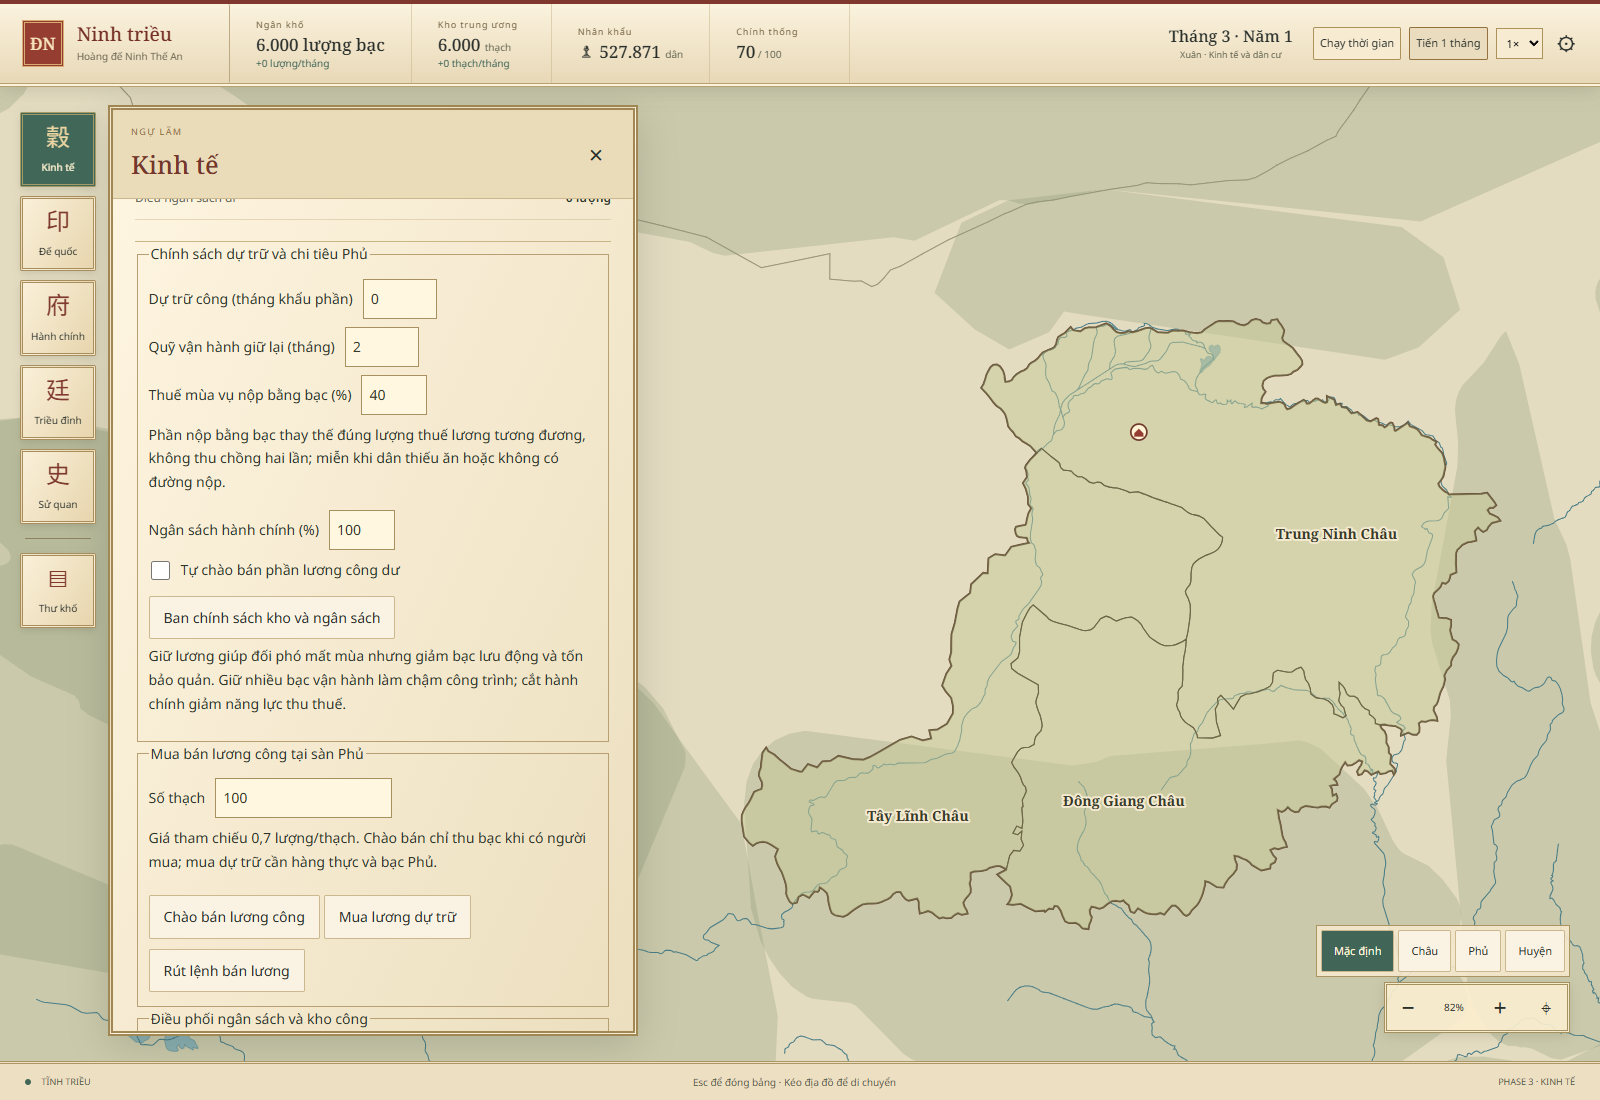 ĐN
Ninh triều
Hoàng đế Ninh Thế An
Ngân khố
6.000 lượng bạc
+0 lượng/tháng
Kho trung ương
6.000 thạch
+0 thạch/tháng
Nhân khẩu
527.871 dân
Chính thống
70 / 100
Tháng 3 · Năm 1
Xuân · Kinh tế và dân cư
Chạy thời gian
Tiến 1 tháng
1×
穀
Kinh tế
印
Đế quốc
府
Hành chính
廷
Triều đình
史
Sử quan
▤
Thư khố
NGỰ LÃM
Kinh tế
×
Điều ngân sách đi
0 lượng
Chính sách dự trữ và chi tiêu Phủ
Dự trữ công (tháng khẩu phần) 0
Quỹ vận hành giữ lại (tháng) 2
Thuế mùa vụ nộp bằng bạc (%) 40
Phần nộp bằng bạc thay thế đúng lượng thuế lương tương đương,
không thu chồng hai lần; miễn khi dân thiếu ăn hoặc không có
đường nộp.
Ngân sách hành chính (%) 100
Tự chào bán phần lương công dư
Ban chính sách kho và ngân sách
Giữ lương giúp đối phó mất mùa nhưng giảm bạc lưu động và tốn
bảo quản. Giữ nhiều bạc vận hành làm chậm công trình; cắt hành
chính giảm năng lực thu thuế.
Mua bán lương công tại sàn Phủ
Số thạch 100
Giá tham chiếu 0,7 lượng/thạch. Chào bán chỉ thu bạc khi có người
mua; mua dự trữ cần hàng thực và bạc Phủ.
Chào bán lương công
Mua lương dự trữ
Rút lệnh bán lương
Điều phối ngân sách và kho công
Trung Ninh Châu
Tây Lĩnh Châu
Đông Giang Châu
Mặc định
Châu
Phủ
Huyện
− 82% +
TĨNH TRIỀU
Esc để đóng bảng · Kéo địa đồ để di chuyển
PHASE 3 · KINH TẾ